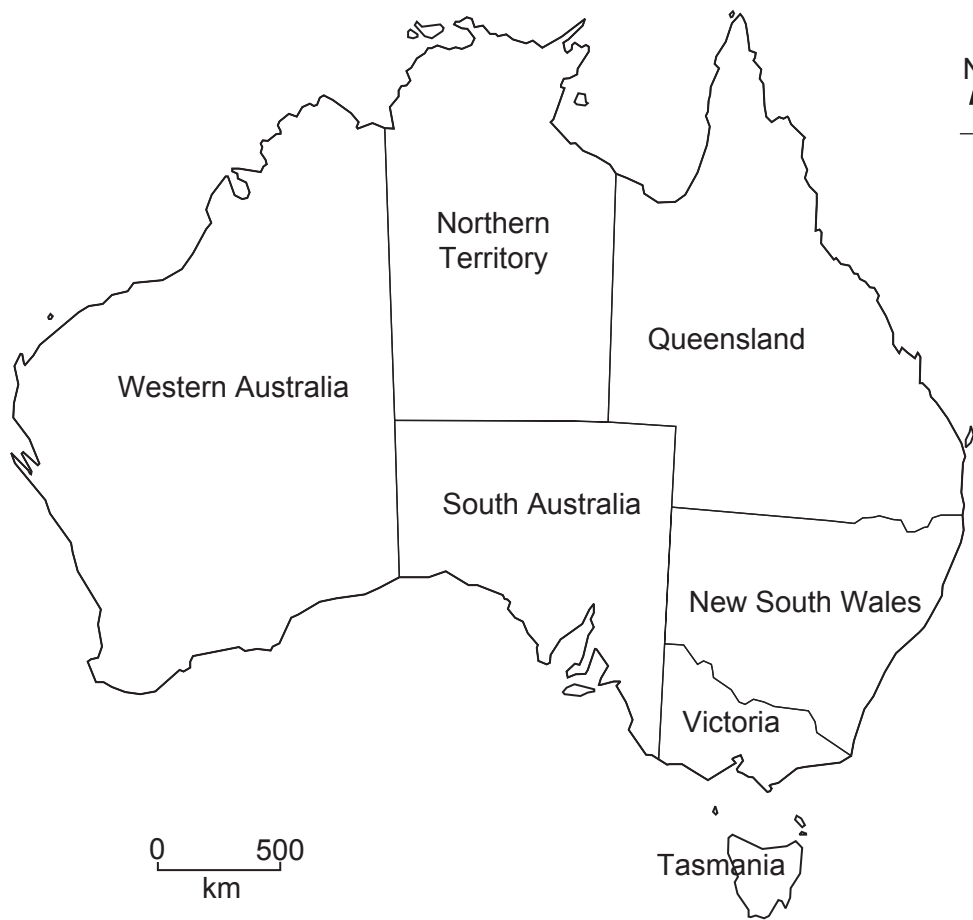 N
Northern
Territory
Queensland
Western Australia
South Australia
New South Wales
Victoria
0 500
km
Tasmania